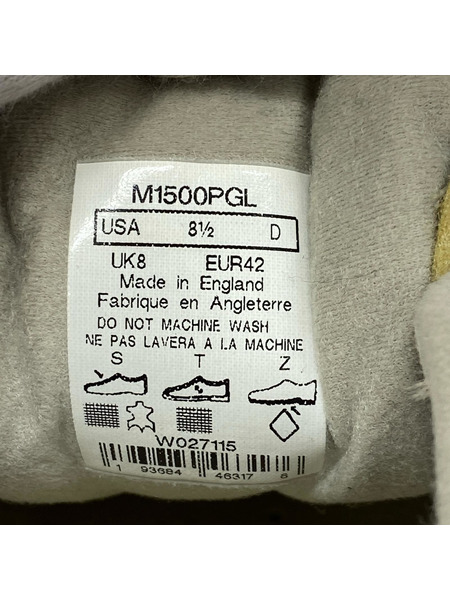 M1500PGL
USA 8½ D
UK8 EUR42
Made in England
Fabrique en Angleterre
DO NOT MACHINE WASH
NE PAS LAVERA A LA MACHINE
S T Z
W027115
1 93684 46317 6